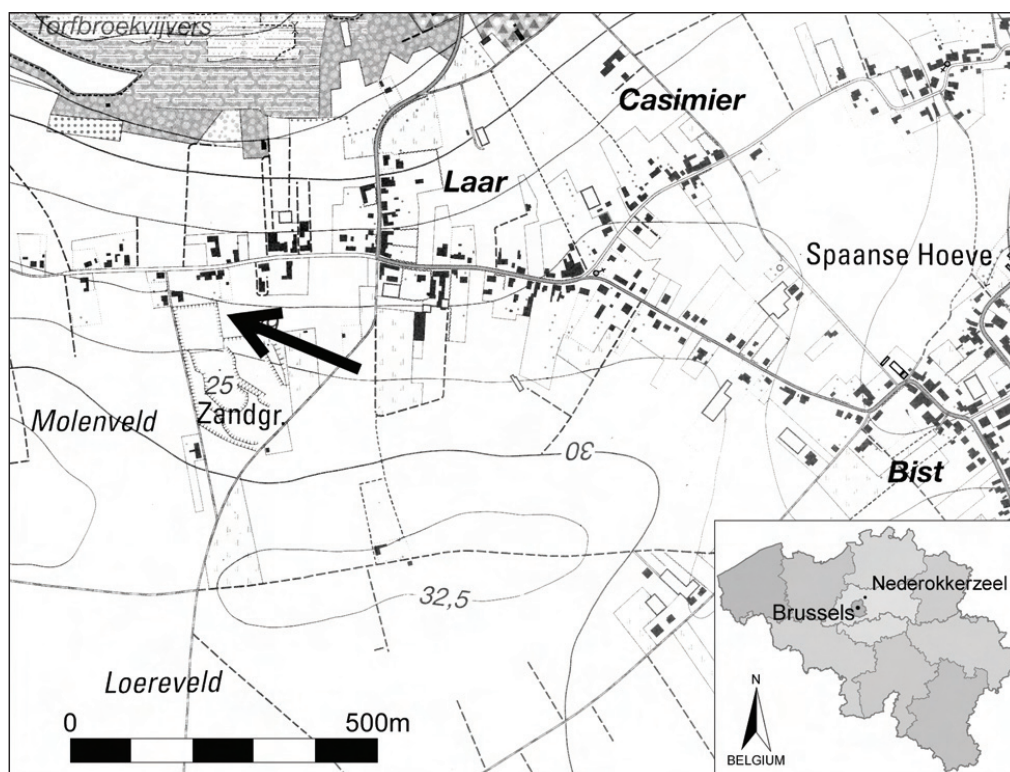 Torfbroekvijvers
Casimier
Laar
Spaanse Hoeve
25
Zandgr.
Molenveld
30
Bist
32,5
Loereveld
0 500m
Nederokkerzeel
Brussels
N
BELGIUM